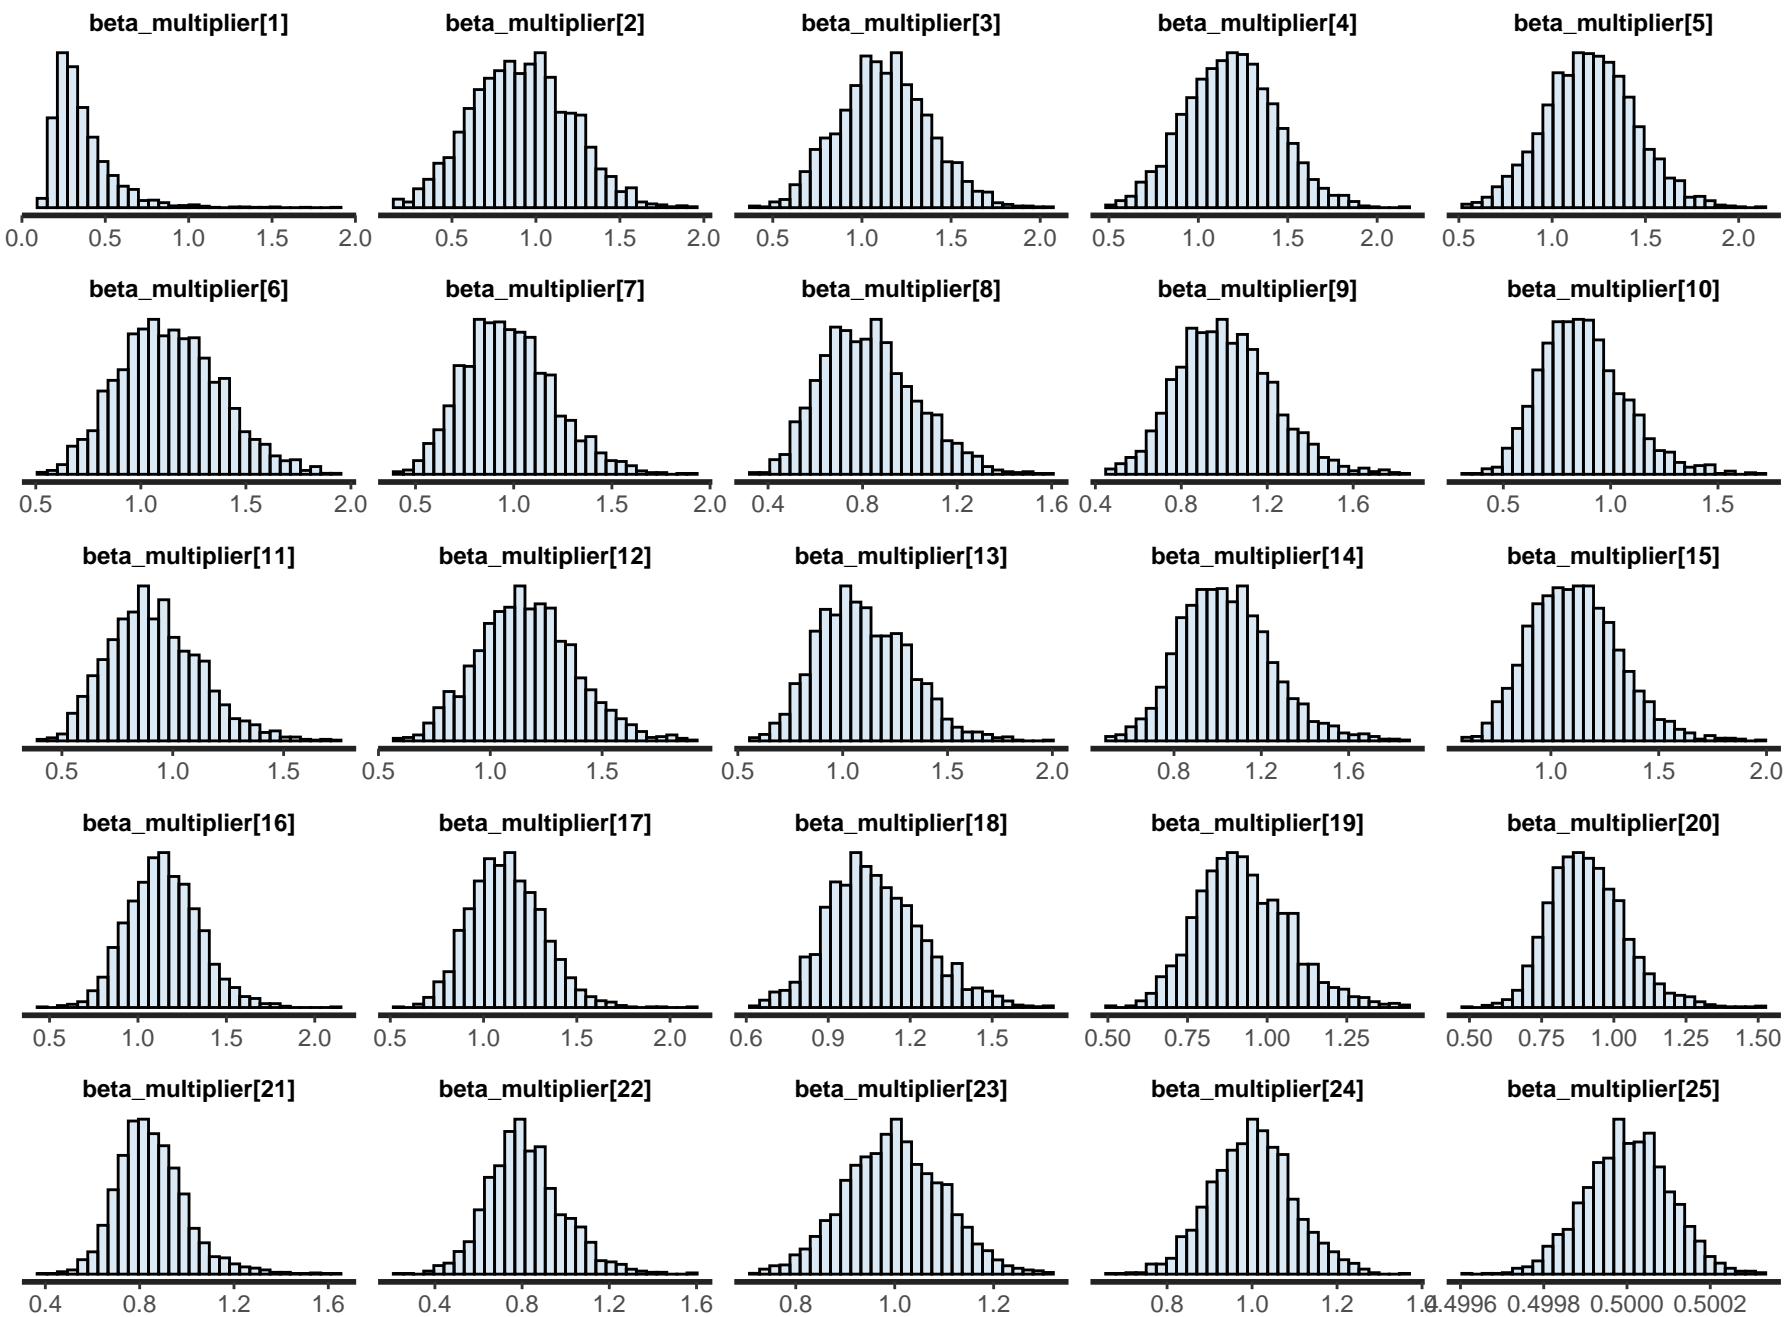 beta_multiplier[1] beta_multiplier[2] beta_multiplier[3] beta_multiplier[4] beta_multiplier[5]
0.0 0.5 1.0 1.5 2.0 0.5 1.0 1.5 2.0 0.5 1.0 1.5 2.0 0.5 1.0 1.5 2.0 0.5 1.0 1.5 2.0
beta_multiplier[6] beta_multiplier[7] beta_multiplier[8] beta_multiplier[9] beta_multiplier[10]
0.5 1.0 1.5 2.0 0.5 1.0 1.5 2.0 0.4 0.8 1.2 1.6 0.4 0.8 1.2 1.6 0.5 1.0 1.5
beta_multiplier[11] beta_multiplier[12] beta_multiplier[13] beta_multiplier[14] beta_multiplier[15]
0.5 1.0 1.5 0.5 1.0 1.5 0.5 1.0 1.5 2.0 0.8 1.2 1.6 1.0 1.5 2.0
beta_multiplier[16] beta_multiplier[17] beta_multiplier[18] beta_multiplier[19] beta_multiplier[20]
0.5 1.0 1.5 2.0 0.5 1.0 1.5 2.0 0.6 0.9 1.2 1.5 0.50 0.75 1.00 1.25 0.50 0.75 1.00 1.25 1.50
beta_multiplier[21] beta_multiplier[22] beta_multiplier[23] beta_multiplier[24] beta_multiplier[25]
0.4 0.8 1.2 1.6 0.4 0.8 1.2 1.6 0.8 1.0 1.2 0.8 1.0 1.2 1.4 0.4996 0.4998 0.5000 0.5002